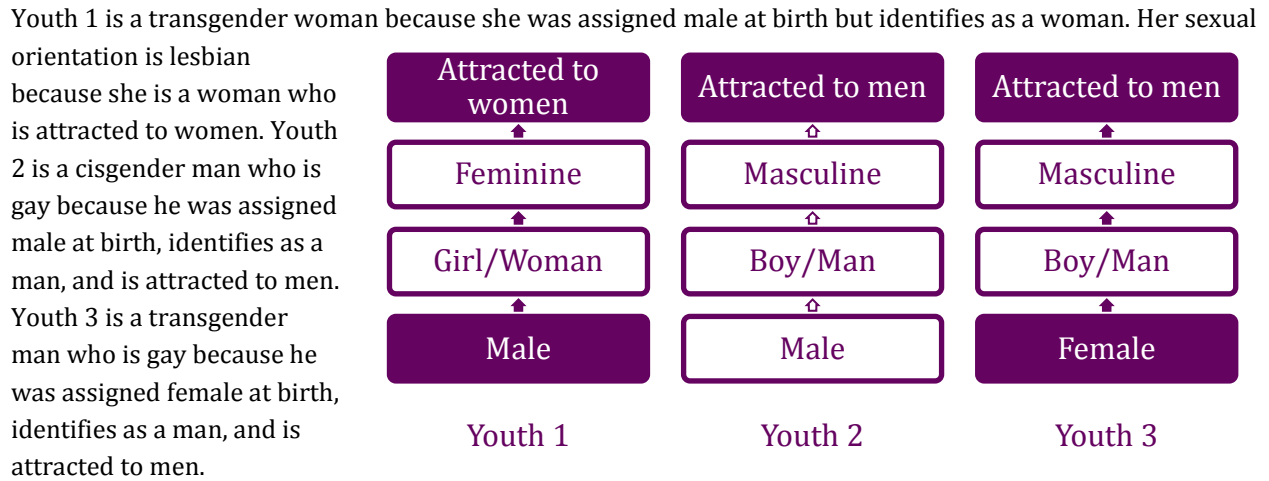 Youth 1 is a transgender woman because she was assigned male at birth but identifies as a woman. Her sexual
orientation is lesbian
because she is a woman who
is attracted to women. Youth
2 is a cisgender man who is
gay because he was assigned
male at birth, identifies as a
man, and is attracted to men.
Youth 3 is a transgender
man who is gay because he
was assigned female at birth,
identifies as a man, and is
attracted to men.
Attracted to
women
Feminine
Girl/Woman
Male
Youth 1
Attracted to men
Masculine
Boy/Man
Male
Youth 2
Attracted to men
Masculine
Boy/Man
Female
Youth 3